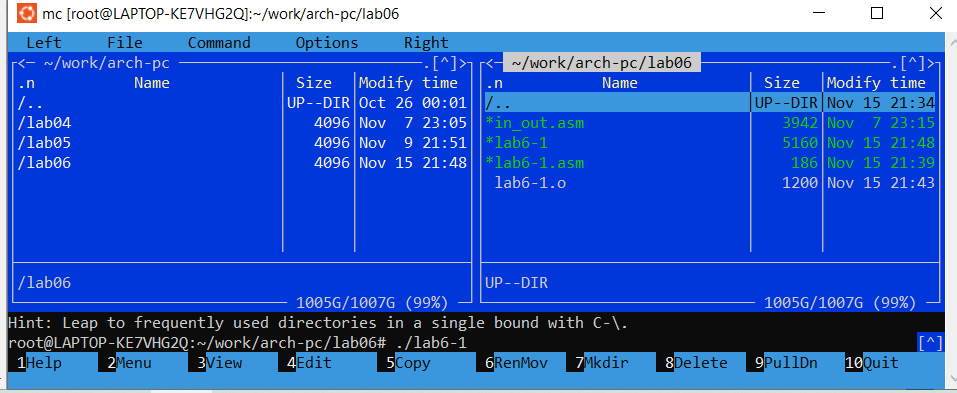 mc [root@LAPTOP-KE7VHG2Q]:~/work/arch-pc/lab06
Left File Command Options Right
<─ ~/work/arch-pc .[^]> <─ ~/work/arch-pc/lab06 .[^]>
.n Name Size Modify time .n Name Size Modify time
/.. UP--DIR Oct 26 00:01 /.. UP--DIR Nov 15 21:34
/lab04 4096 Nov 7 23:05 *in_out.asm 3942 Nov 7 23:15
/lab05 4096 Nov 9 21:51 *lab6-1 5160 Nov 15 21:48
/lab06 4096 Nov 15 21:48 *lab6-1.asm 186 Nov 15 21:39
lab6-1.o 1200 Nov 15 21:43
/lab06 UP--DIR
1005G/1007G (99%) 1005G/1007G (99%)
Hint: Leap to frequently used directories in a single bound with C-\.
root@LAPTOP-KE7VHG2Q:~/work/arch-pc/lab06# ./lab6-1 [^]
1Help 2Menu 3View 4Edit 5Copy 6RenMov 7Mkdir 8Delete 9PullDn 10Quit